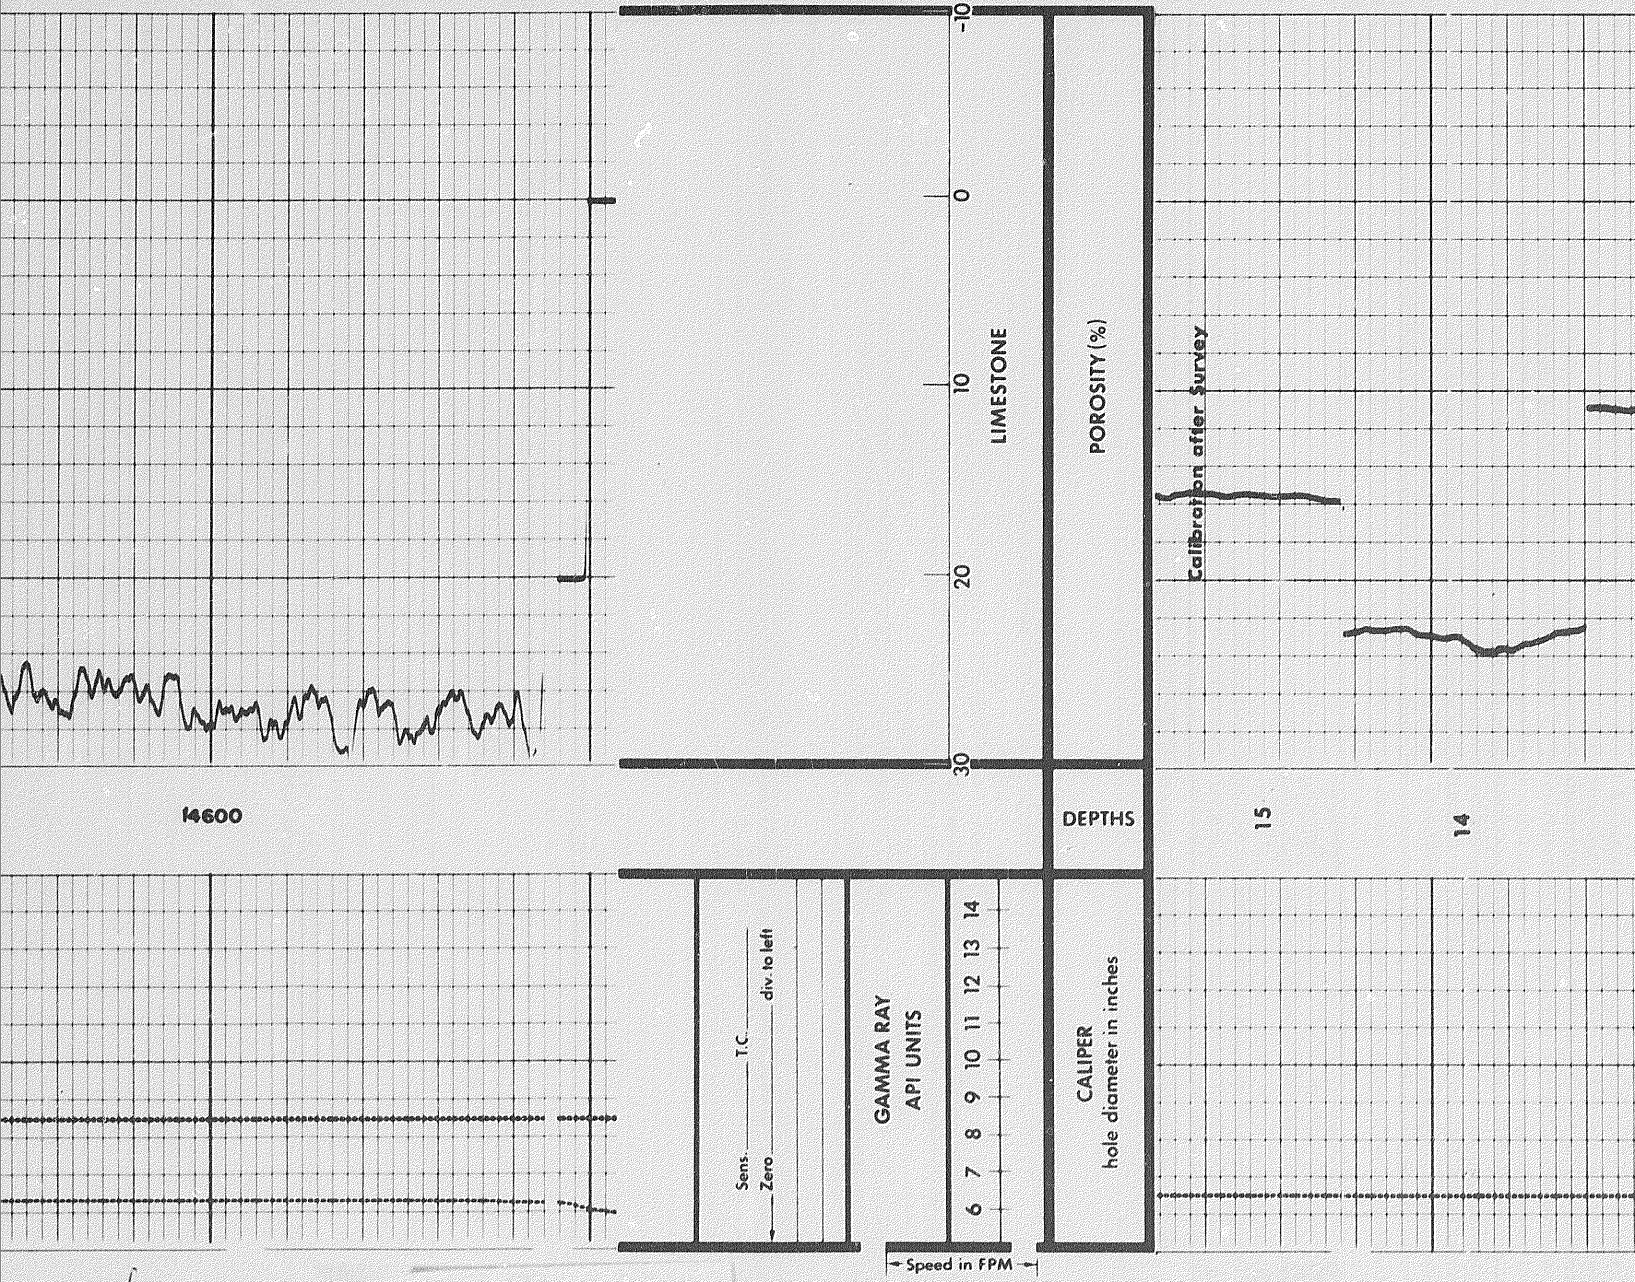 14600
-10
0
10
20
30
LIMESTONE
POROSITY (%)
DEPTHS
Sens. T.C.
Zero div. to left
GAMMA RAY
API UNITS
6 7 8 9 10 11 12 13 14
CALIPER
hole diameter in inches
Speed in FPM
Calibration after Survey
15
14